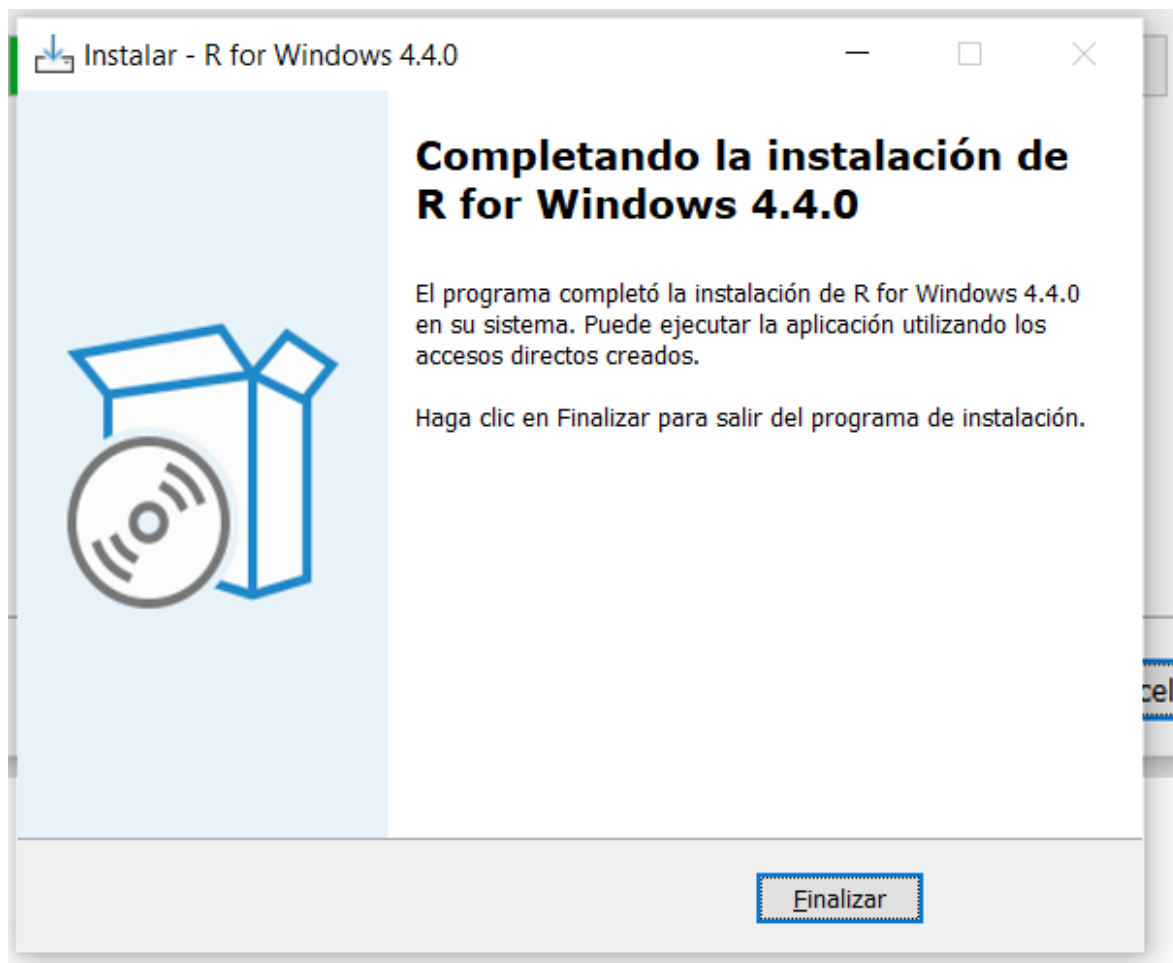 Instalar - R for Windows 4.4.0
Completando la instalación de
R for Windows 4.4.0
El programa completó la instalación de R for Windows 4.4.0
en su sistema. Puede ejecutar la aplicación utilizando los
accesos directos creados.
Haga clic en Finalizar para salir del programa de instalación.
cel
Finalizar